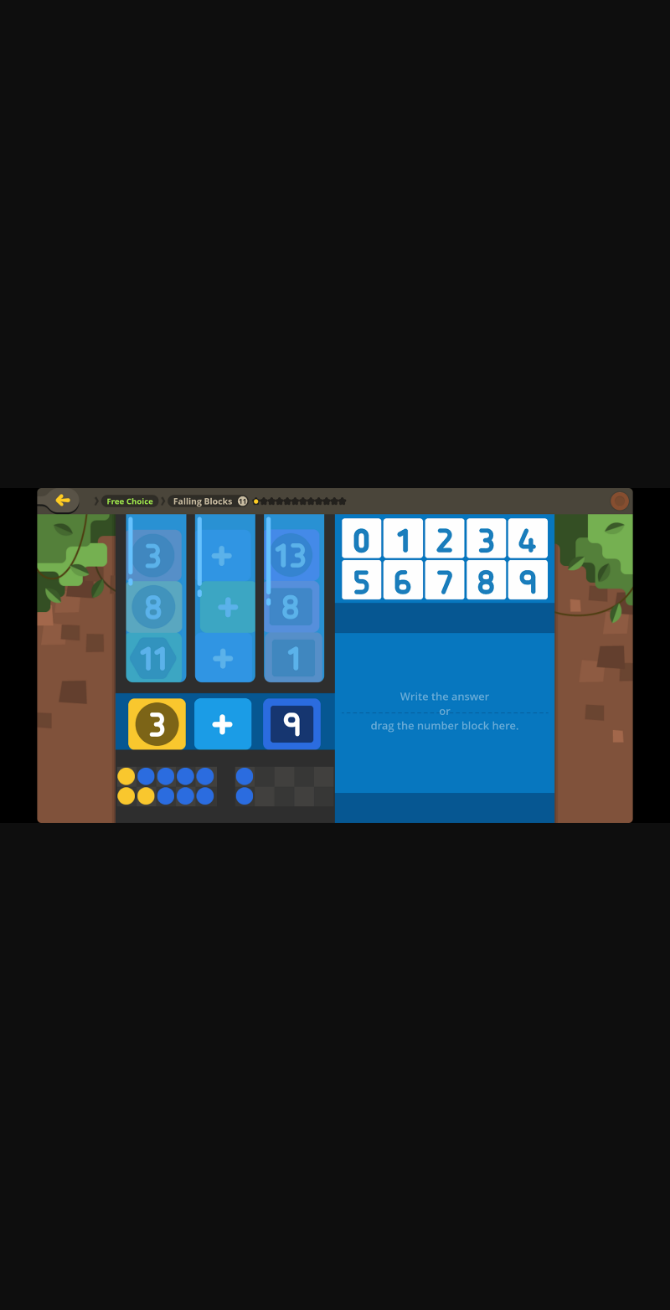 Free Choice Falling Blocks 11
3 + 13
8 + 8
11 + 1
3 + 9
0 1 2 3 4
5 6 7 8 9
Write the answer
or
drag the number block here.